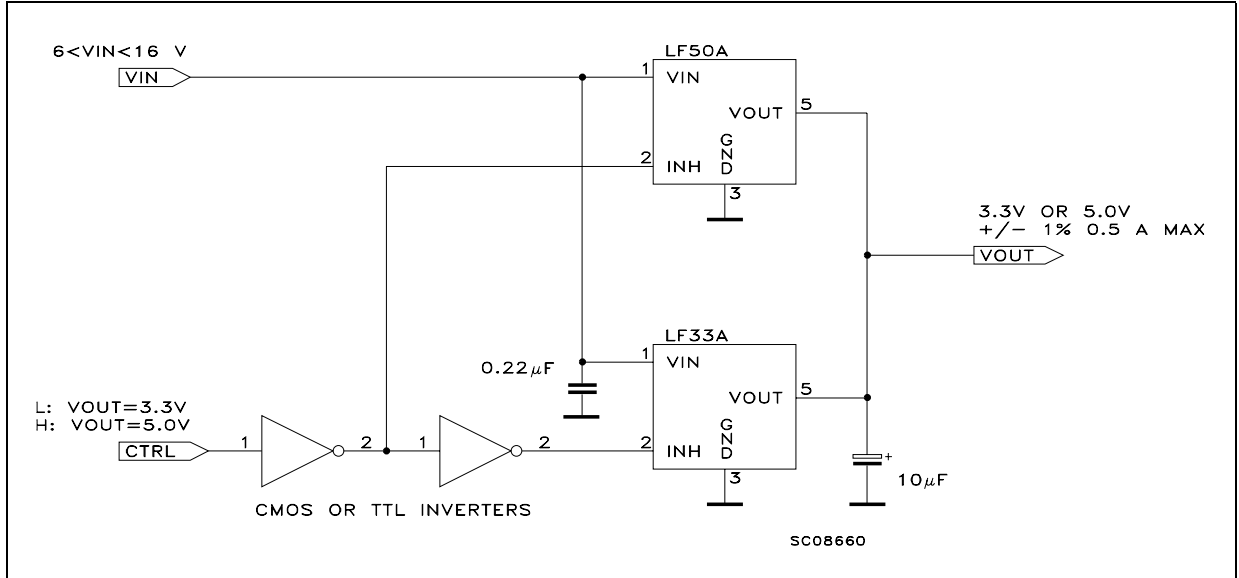 6<VIN<16 V
VIN
LF50A
1
VIN
VOUT
5
2
INH
GND
3
3.3V OR 5.0V
+/- 1% 0.5 A MAX
VOUT
LF33A
1
VIN
0.22µF
VOUT
5
L: VOUT=3.3V
H: VOUT=5.0V
CTRL
1
2
1
2
2
INH
GND
3
+
10µF
CMOS OR TTL INVERTERS
SC08660